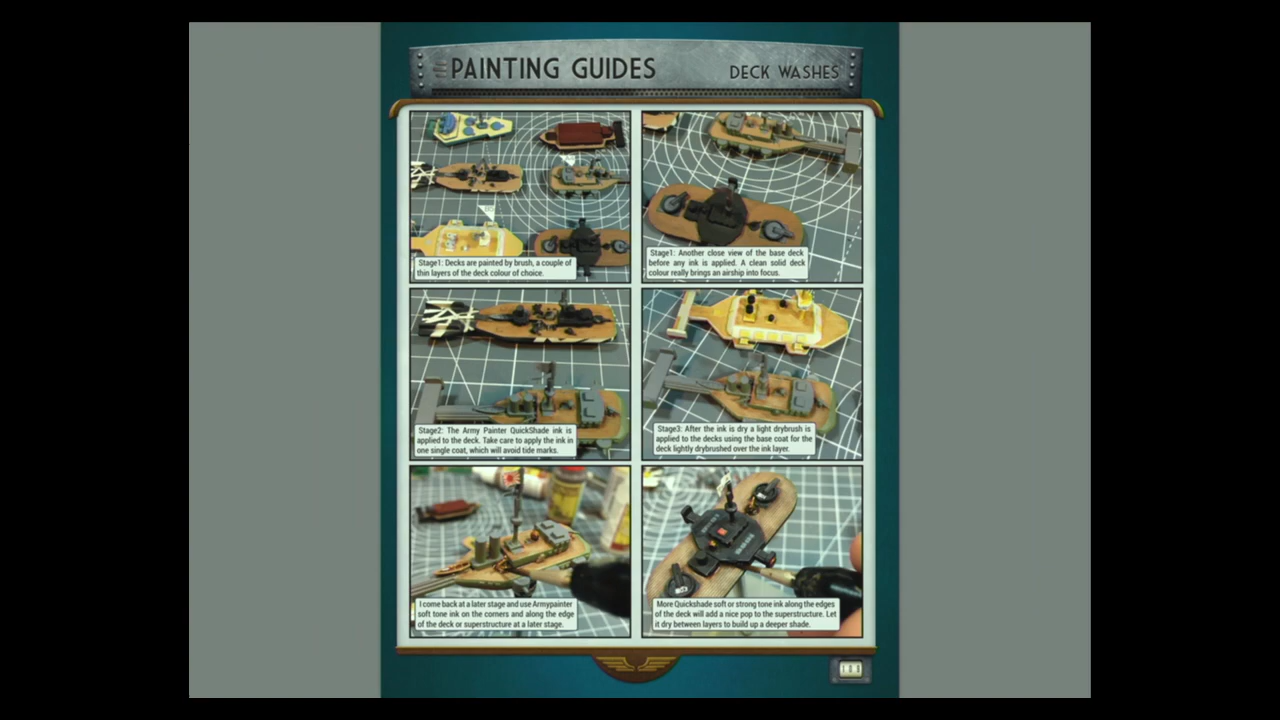 PAINTING GUIDES
DECK WASHES
Stage1: Decks are painted by brush, a couple of
thin layers of the deck colour of choice.
Stage1: Another close view of the base deck
before any ink is applied. A clean solid deck
colour really brings an airship into focus.
Stage2: The Army Painter QuickShade ink is
applied to the deck. Take care to apply the ink in
one single coat, which will avoid tide marks.
Stage3: After the ink is dry a light drybrush is
applied to the decks using the base coat for the
deck lightly drybrushed over the ink layer.
I come back at a later stage and use Armypainter
soft tone ink on the corners and along the edge
of the deck or superstructure at a later stage.
More Quickshade soft or strong tone ink along the edges
of the deck will add a nice pop to the superstructure. Let
it dry between layers to build up a deeper shade.